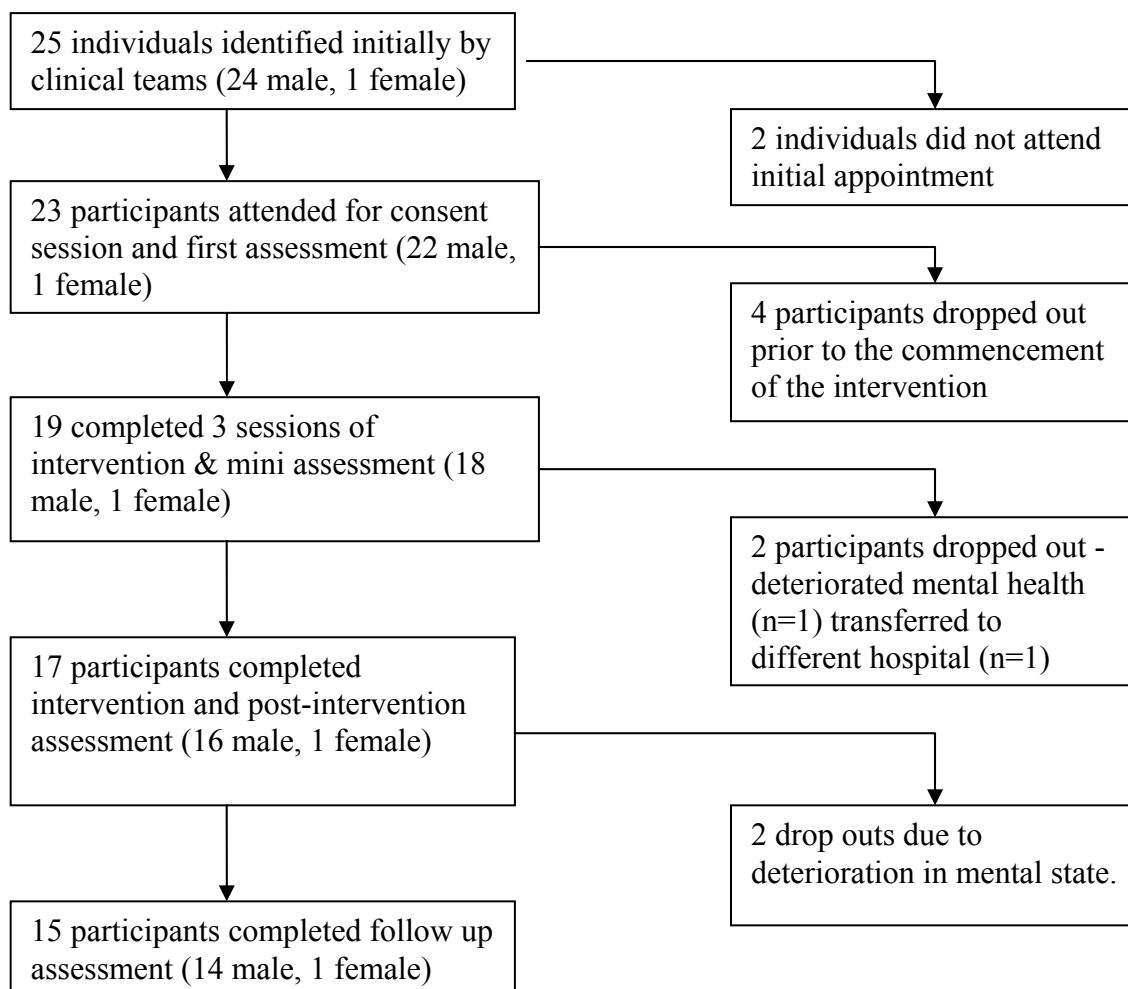 25 individuals identified initially by
clinical teams (24 male, 1 female)
2 individuals did not attend
initial appointment
23 participants attended for consent
session and first assessment (22 male,
1 female)
4 participants dropped out
prior to the commencement
of the intervention
19 completed 3 sessions of
intervention & mini assessment (18
male, 1 female)
2 participants dropped out -
deteriorated mental health
(n=1) transferred to
different hospital (n=1)
17 participants completed
intervention and post-intervention
assessment (16 male, 1 female)
2 drop outs due to
deterioration in mental state.
15 participants completed follow up
assessment (14 male, 1 female)